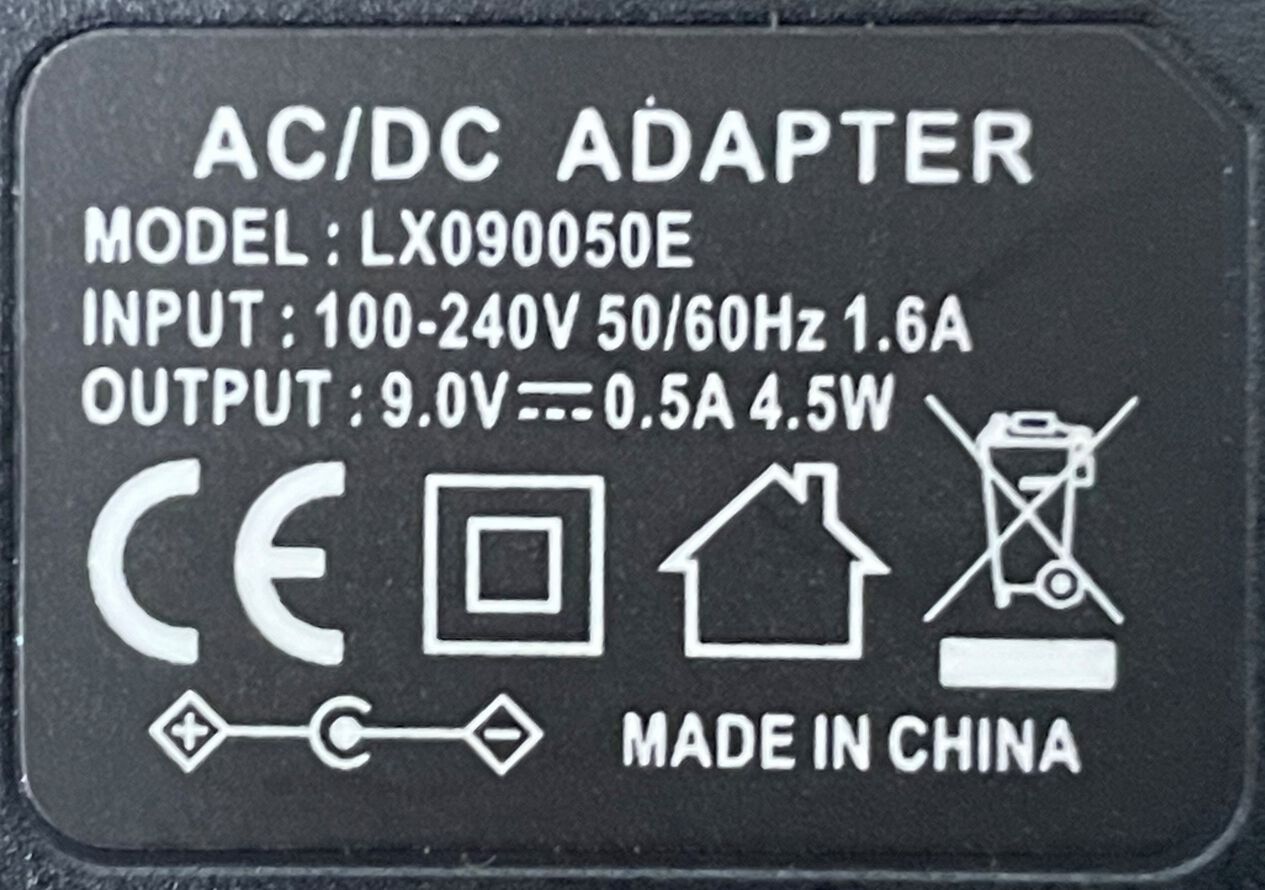 AC/DC ADAPTER
MODEL : LX090050E
INPUT : 100-240V 50/60Hz 1.6A
OUTPUT : 9.0V⎓0.5A 4.5W
CE
MADE IN CHINA